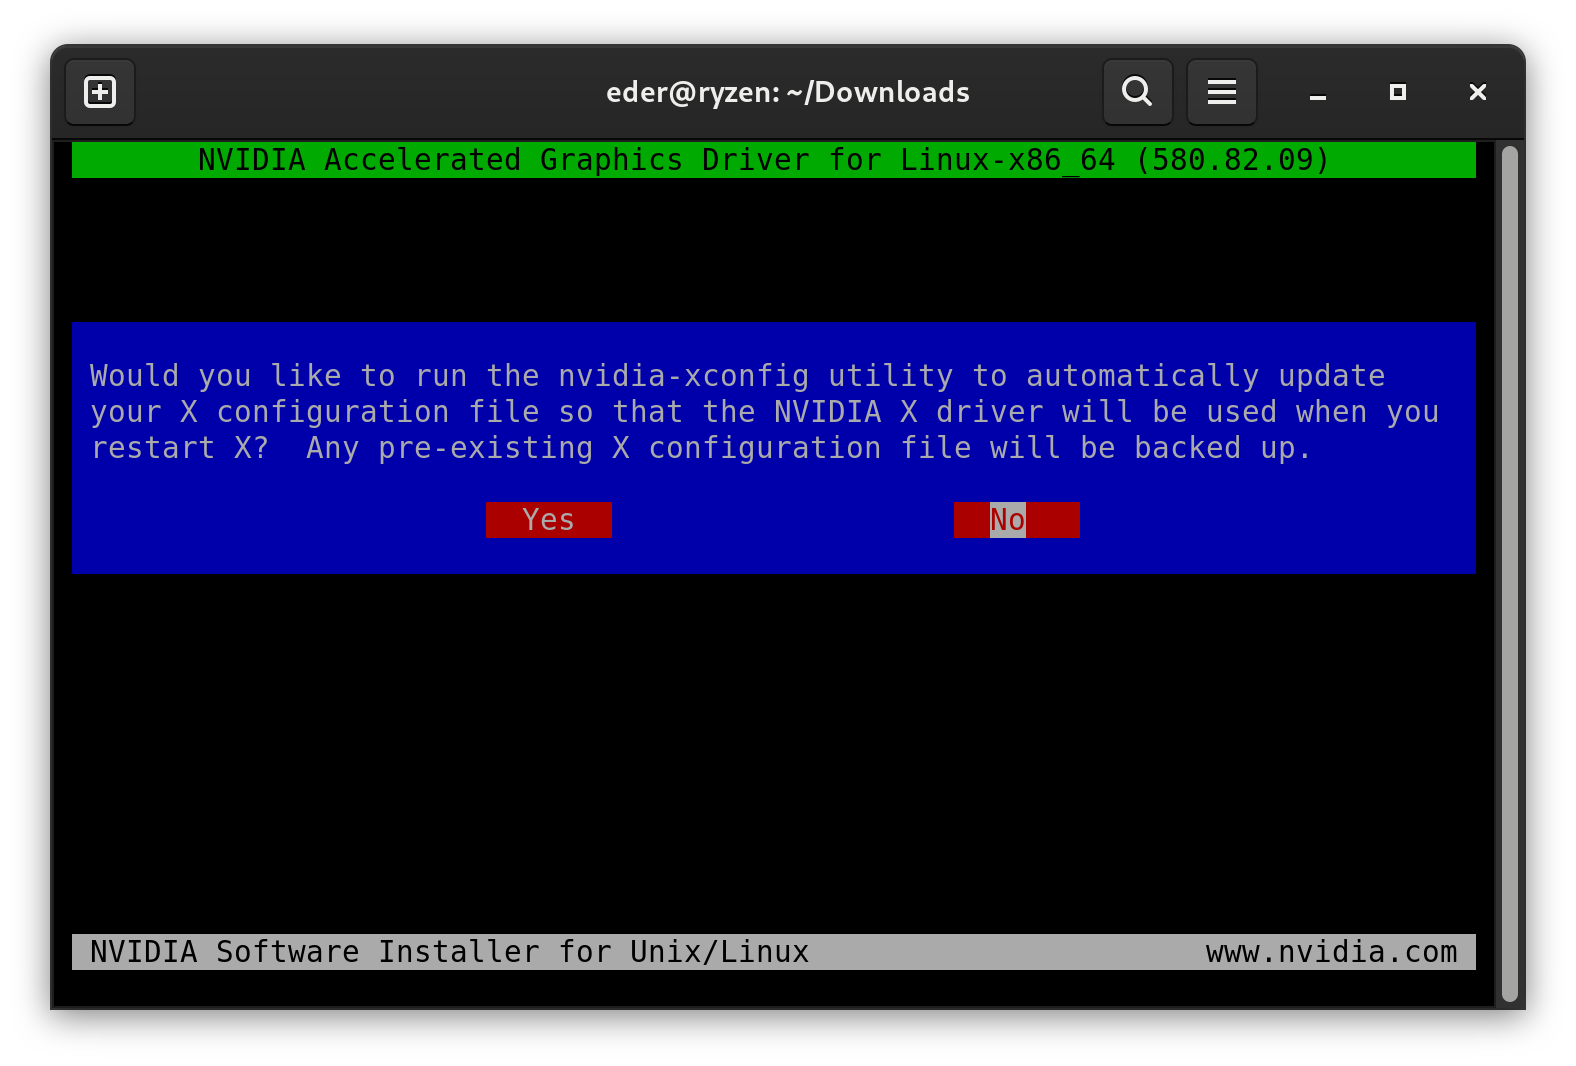 eder@ryzen: ~/Downloads
NVIDIA Accelerated Graphics Driver for Linux-x86_64 (580.82.09)
Would you like to run the nvidia-xconfig utility to automatically update
your X configuration file so that the NVIDIA X driver will be used when you
restart X?  Any pre-existing X configuration file will be backed up.
Yes No
NVIDIA Software Installer for Unix/Linux www.nvidia.com